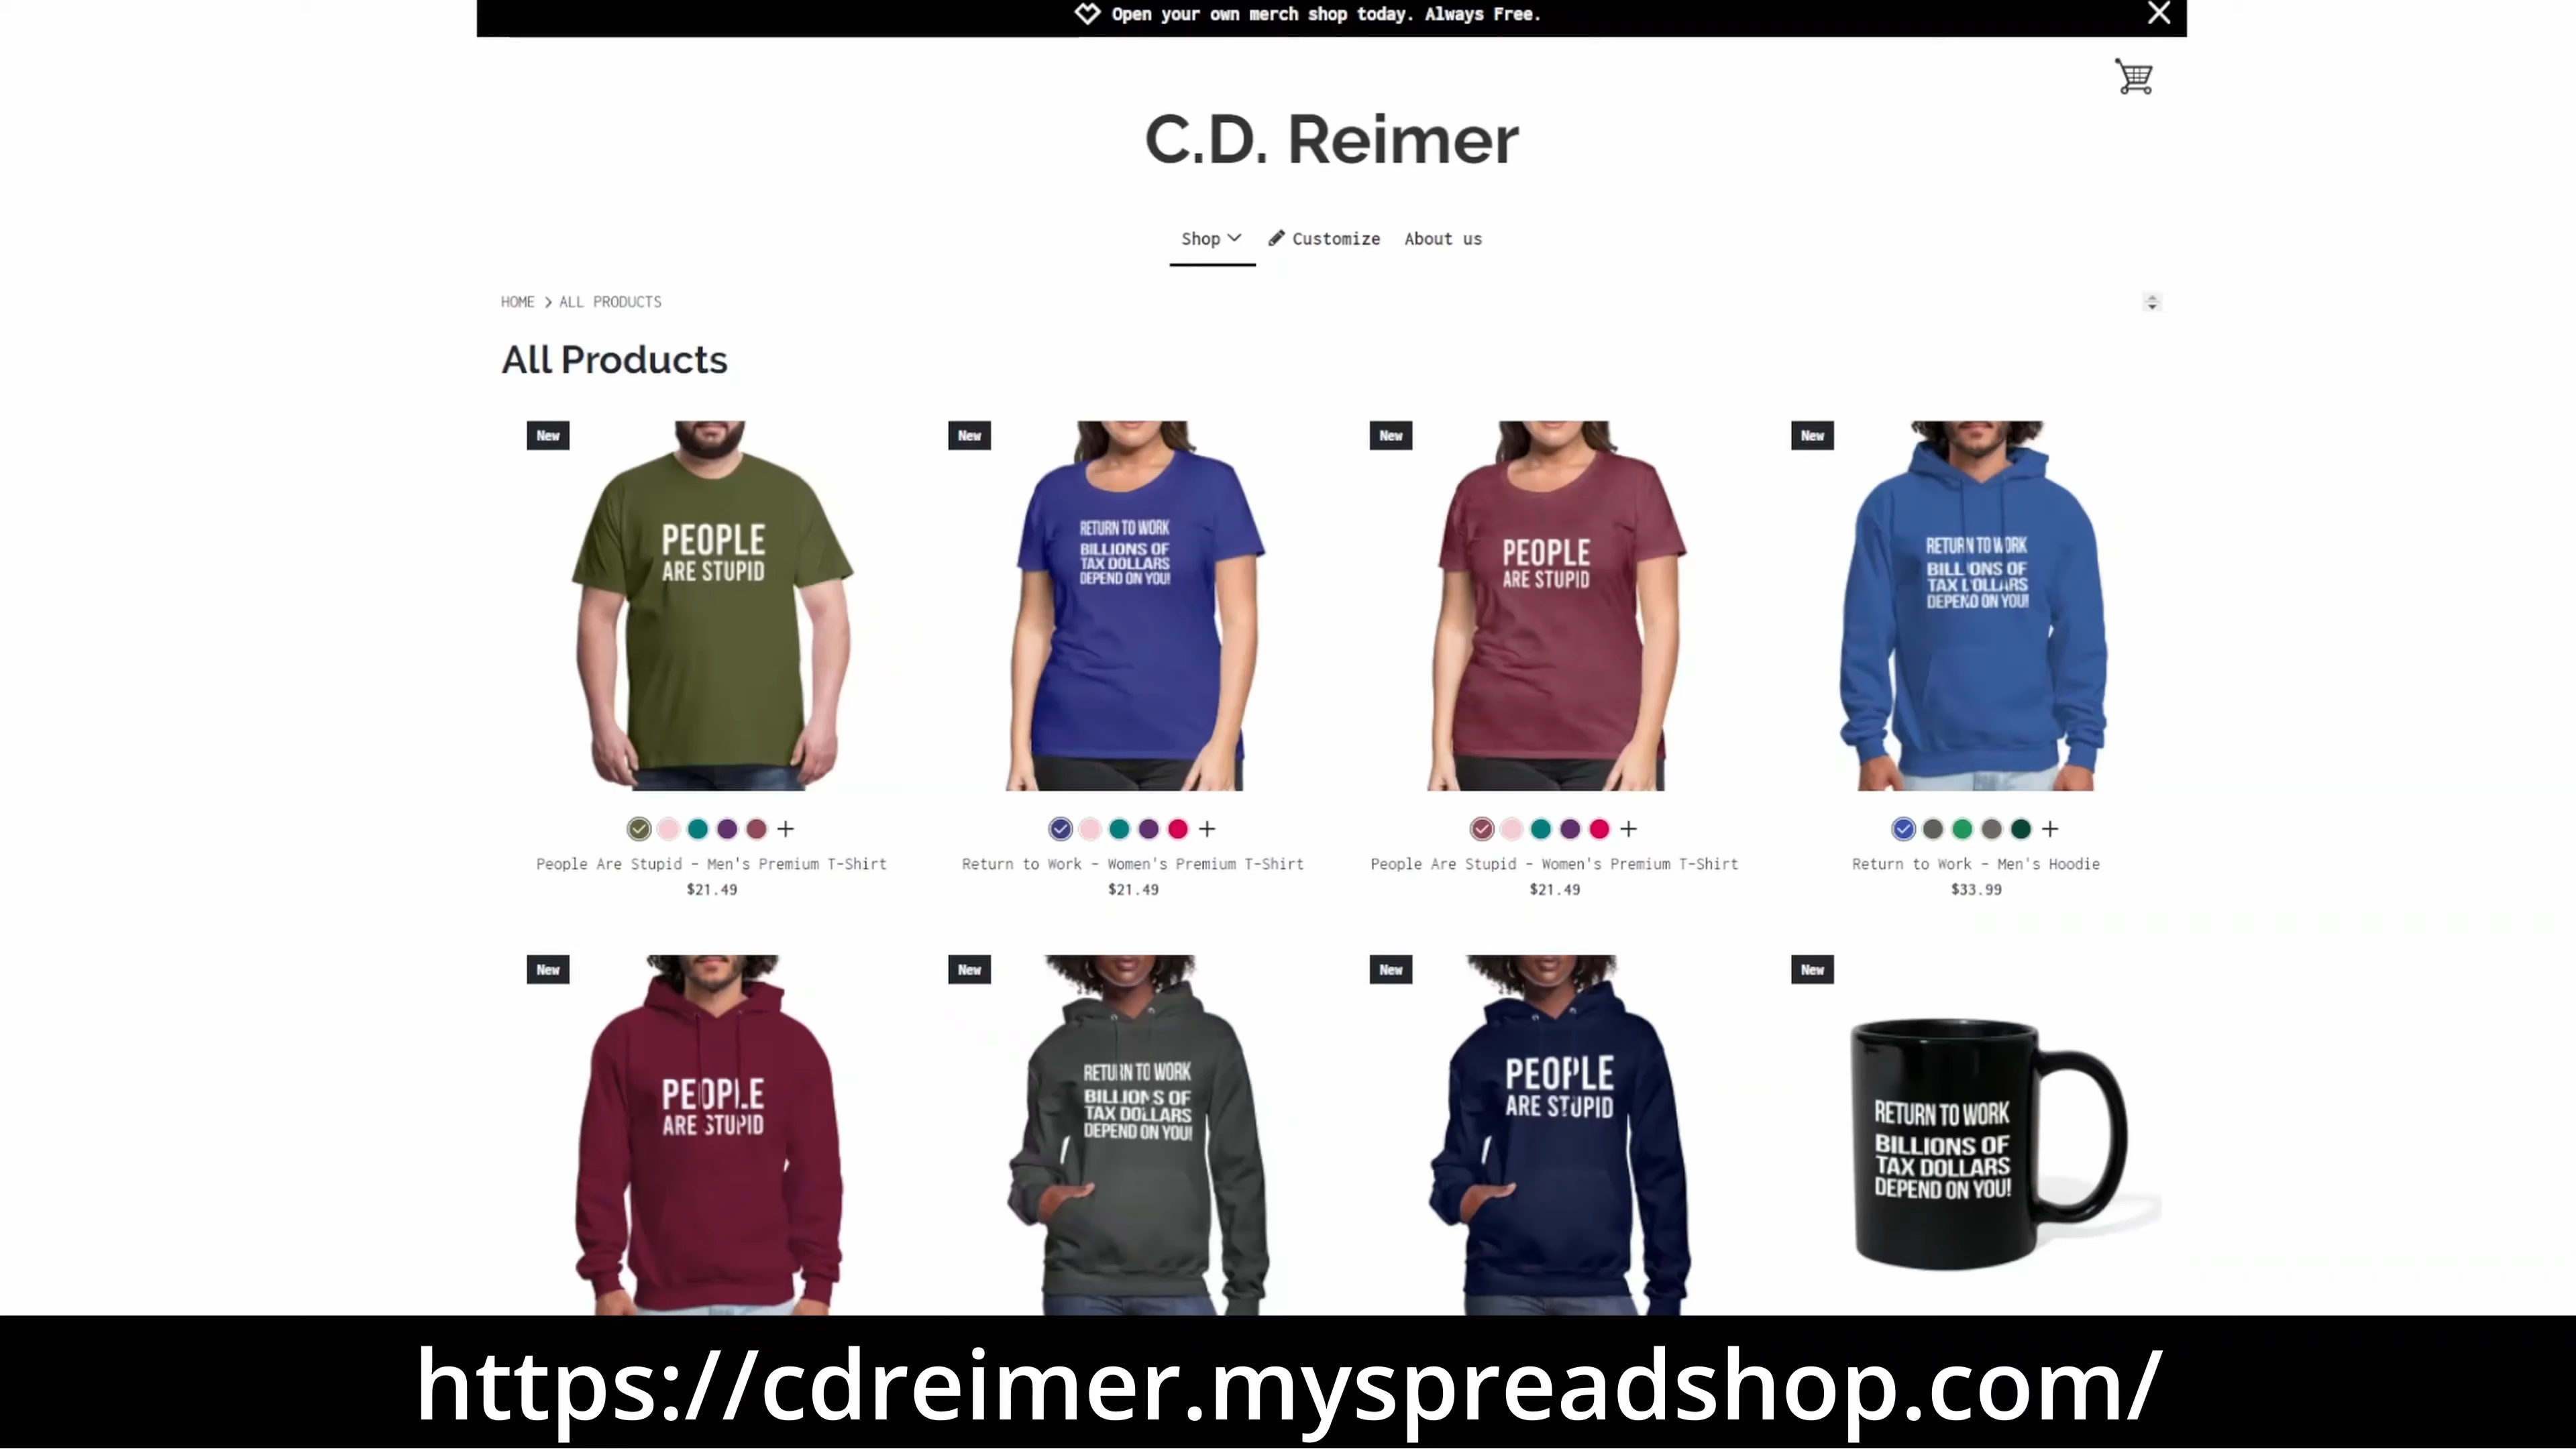 Open your own merch shop today. Always Free.
C.D. Reimer
Shop Customize About us
HOME > ALL PRODUCTS
All Products
New
PEOPLE
ARE STUPID
People Are Stupid - Men's Premium T-Shirt
$21.49
New
RETURN TO WORK
BILLIONS OF
TAX DOLLARS
DEPEND ON YOU!
Return to Work - Women's Premium T-Shirt
$21.49
New
PEOPLE
ARE STUPID
People Are Stupid - Women's Premium T-Shirt
$21.49
New
RETURN TO WORK
BILLIONS OF
TAX DOLLARS
DEPEND ON YOU!
Return to Work - Men's Hoodie
$33.99
New
PEOPLE
ARE STUPID
New
RETURN TO WORK
BILLIONS OF
TAX DOLLARS
DEPEND ON YOU!
New
PEOPLE
ARE STUPID
New
RETURN TO WORK
BILLIONS OF
TAX DOLLARS
DEPEND ON YOU!
https://cdreimer.myspreadshop.com/